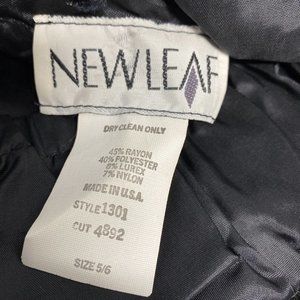 NEWLEAF
DRY CLEAN ONLY
45% RAYON
40% POLYESTER
8% LUREX
7% NYLON
MADE IN U.S.A.
STYLE 1301
CUT 4892
SIZE 5/6